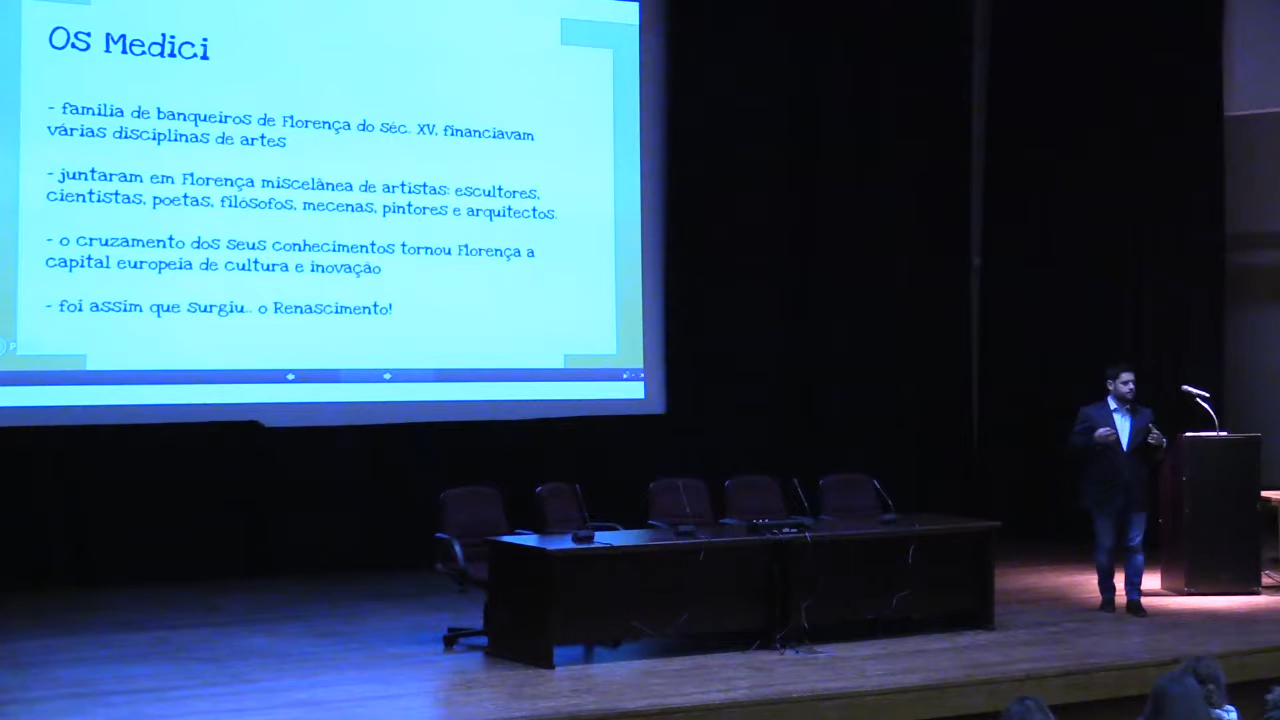 Os Medici
- familia de banqueiros de Florença do séc. XV, financiavam
várias disciplinas de artes
- juntaram em Florença miscelânea de artistas: escultores,
cientistas, poetas, filósofos, mecenas, pintores e arquitectos.
- o cruzamento dos seus conhecimentos tornou Florença a
capital europeia de cultura e inovação
- foi assim que surgiu.. o Renascimento!
P